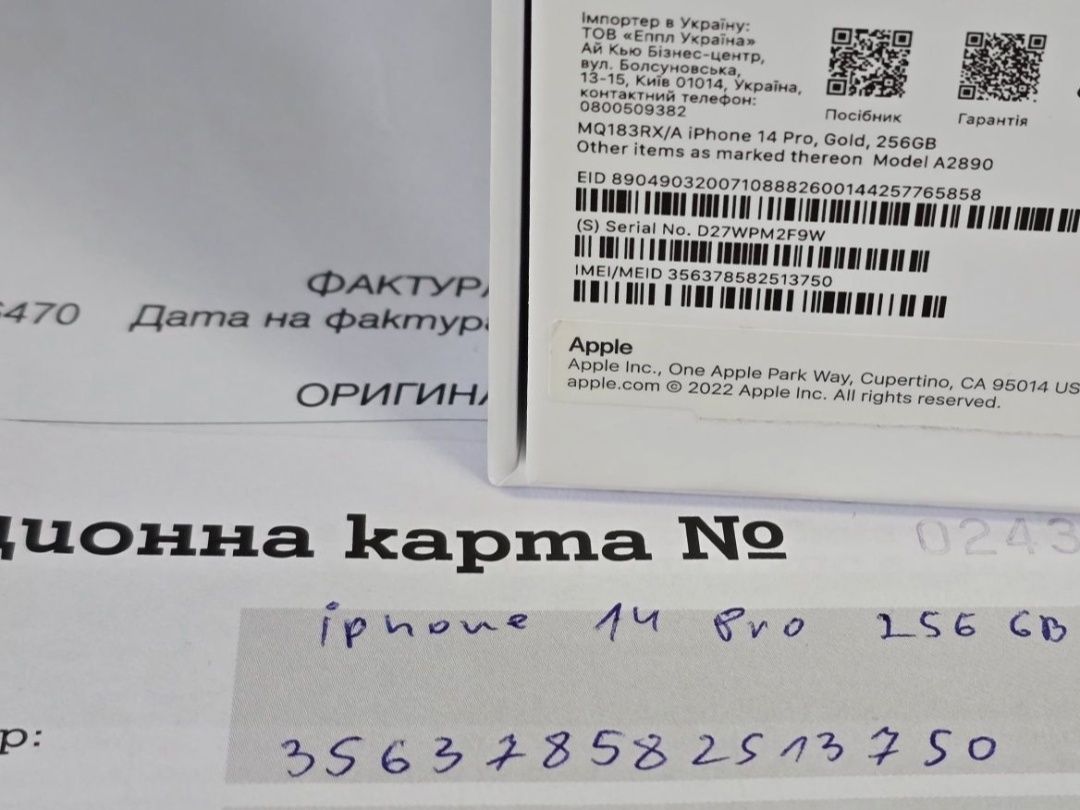 Імпортер в Україну:
ТОВ «Еппл Україна»
Ай Кью Бізнес-центр,
вул. Болсуновська,
13-15, Київ 01014, Україна,
контактний телефон:
0800509382
Посібник
Гарантія
MQ183RX/A iPhone 14 Pro, Gold, 256GB
Other items as marked thereon Model A2890
EID 89049032007108882600144257765858
(S) Serial No. D27WPM2F9W
IMEI/MEID 356378582513750
Apple
Apple Inc., One Apple Park Way, Cupertino, CA 95014 US
apple.com © 2022 Apple Inc. All rights reserved.
ФАКТУРА
6470 Дата на фактура
ОРИГИНА
ционна карта № 0243
iphone 14 Pro 256 GB
р:
356378582513750